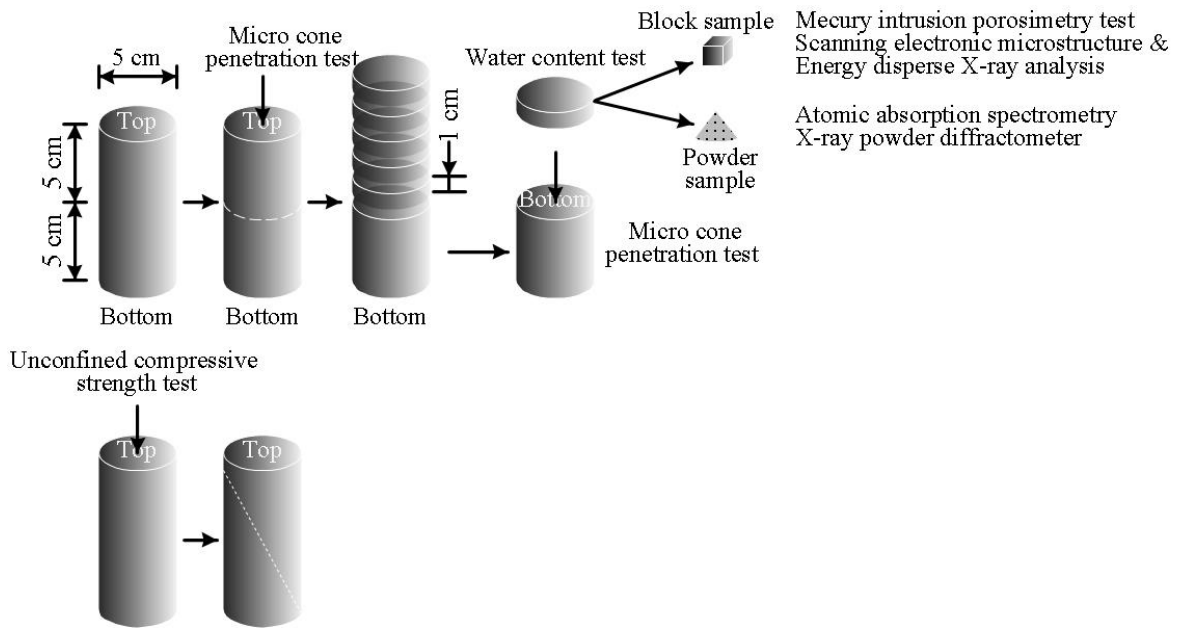 5 cm
Micro cone
penetration test
Water content test
Block sample
Mecury intrusion porosimetry test
Scanning electronic microstructure &
Energy disperse X-ray analysis
Atomic absorption spectrometry
X-ray powder diffractometer
Powder
sample
Top
Top
5 cm
5 cm
1 cm
Bottom
Micro cone
penetration test
Bottom
Bottom
Bottom
Unconfined compressive
strength test
Top
Top